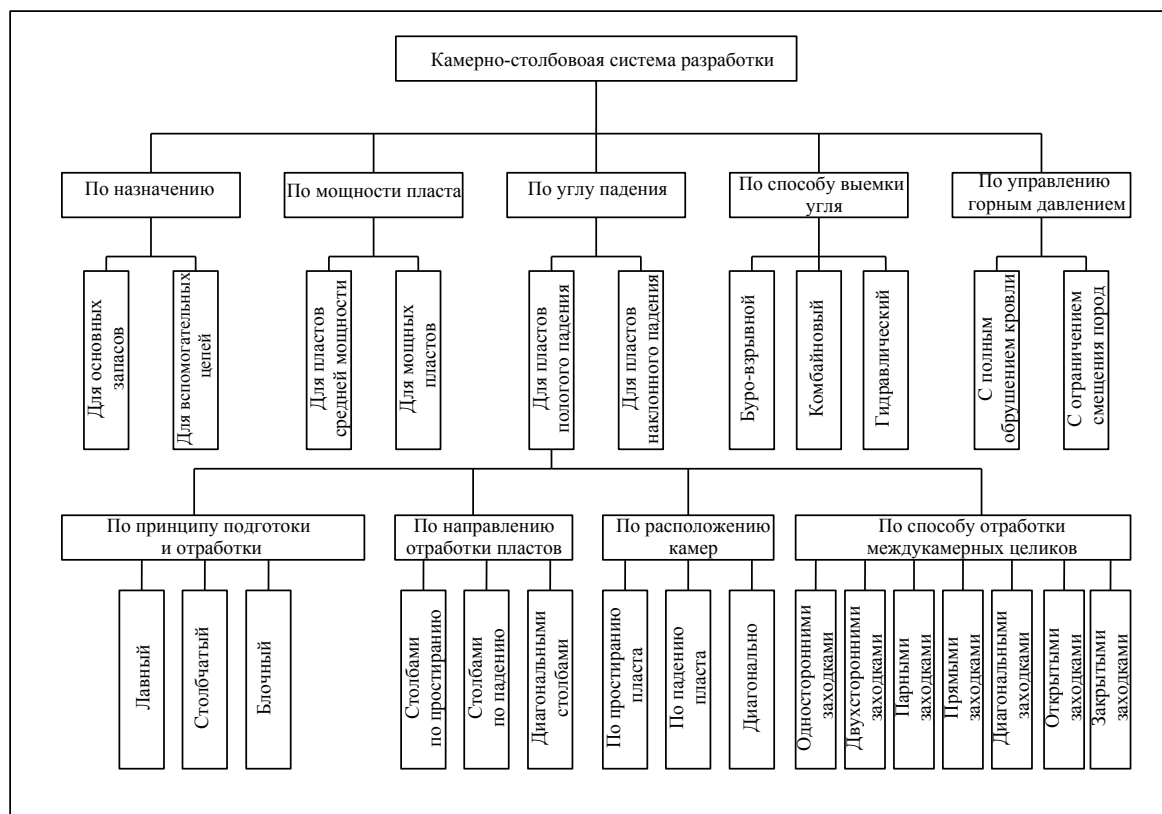 Камерно-столбовоая система разработки
По назначению
По мощности пласта
По углу падения
По способу выемки
угля
По управлению
горным давлением
Для основных
запасов
Для вспомогательных
цепей
Для пластов
средней мощности
Для мощных
пластов
Для пластов
пологого падения
Для пластов
наклонного падения
Буро-взрывной
Комбайновый
Гидравлический
С полным
обрушением кровли
С ограничением
смещения пород
По принципу подготоки
и отработки
По направлению
отработки пластов
По расположению
камер
По способу отработки
междукамерных целиков
Лавный
Столбчатый
Блочный
Столбами
по простиранию
Столбами
по падению
Диагональными
столбами
По простиранию
пласта
По падению
пласта
Диагонально
Односторонними
заходками
Двухсторонними
заходками
Парными
заходками
Прямыми
заходками
Диагональными
заходками
Открытыми
заходками
Закрытыми
заходками